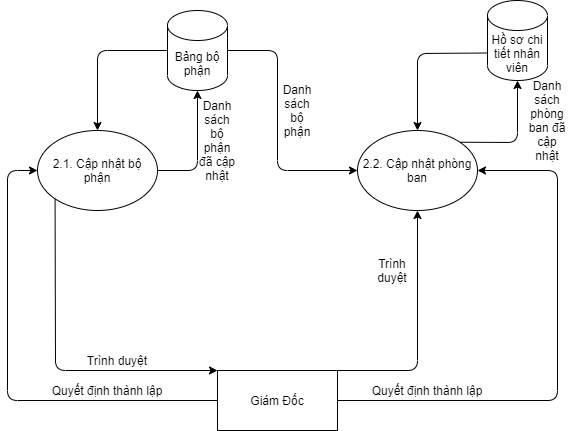 Bảng bộ
phận
Hồ sơ chi
tiết nhân
viên
Danh
sách
bộ
phận
đã cập
nhật
Danh
sách bộ
phận
Danh
sách
phòng
ban đã
cập
nhật
2.1. Cập nhật bộ
phận
2.2. Cập nhật phòng
ban
Trình
duyệt
Trình duyệt
Quyết định thành lập
Giám Đốc
Quyết định thành lập